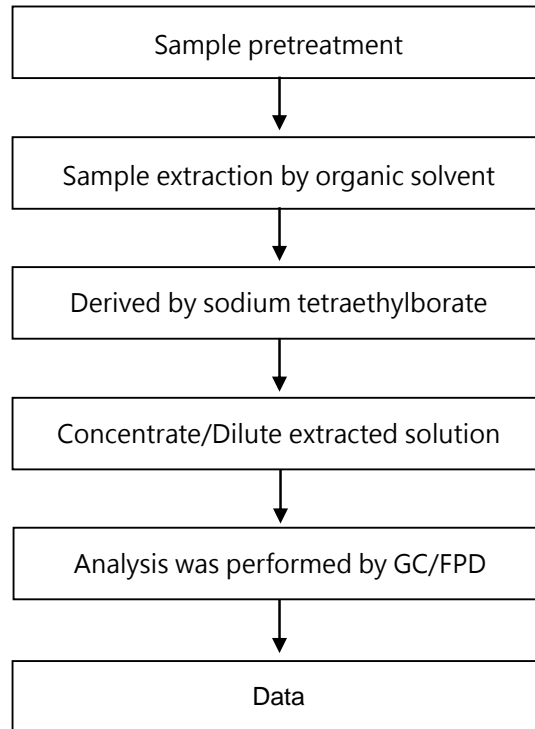 Sample pretreatment
Sample extraction by organic solvent
Derived by sodium tetraethylborate
Concentrate/Dilute extracted solution
Analysis was performed by GC/FPD
Data